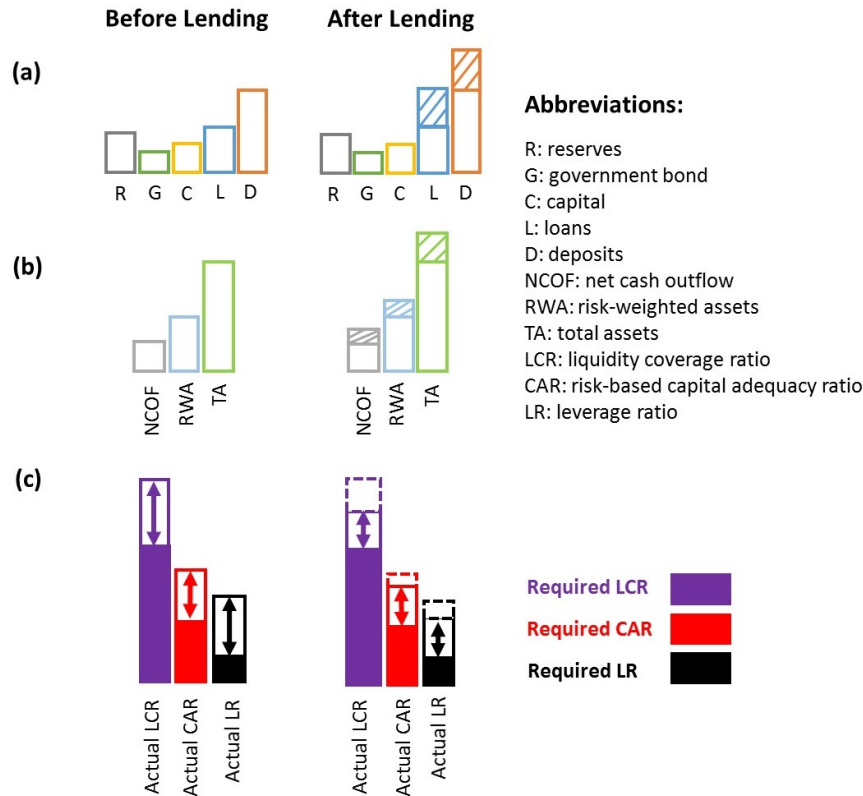 Before Lending
After Lending
(a)
R G C L D
R G C L D
(b)
NCOF
RWA
TA
NCOF
RWA
TA
(c)
Actual LCR
Actual CAR
Actual LR
Actual LCR
Actual CAR
Actual LR
Abbreviations:
R: reserves
G: government bond
C: capital
L: loans
D: deposits
NCOF: net cash outflow
RWA: risk-weighted assets
TA: total assets
LCR: liquidity coverage ratio
CAR: risk-based capital adequacy ratio
LR: leverage ratio
Required LCR
Required CAR
Required LR